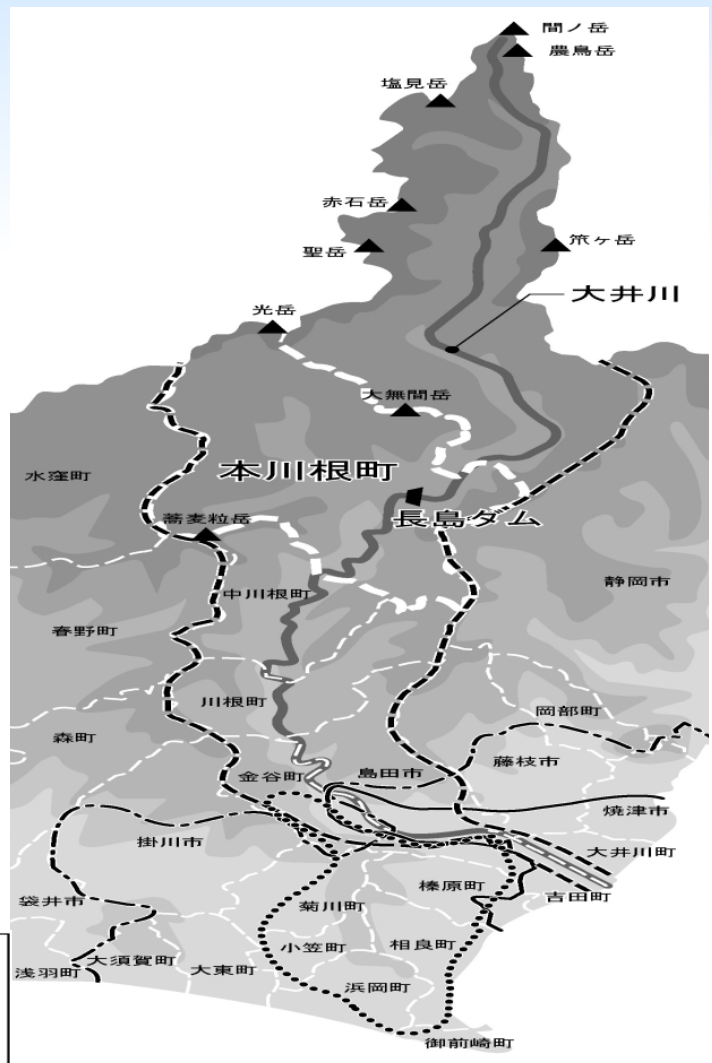 間ノ岳
農鳥岳
塩見岳
赤石岳
聖岳
笊ヶ岳
大井川
光岳
大無間岳
本川根町
水窪町
長島ダム
蕎麦粒岳
静岡市
中川根町
春野町
川根町
岡部町
森町
藤枝市
島田市
金谷町
焼津市
掛川市
大井川町
榛原町
吉田町
袋井市
菊川町
小笠町
相良町
大須賀町
大東町
浅羽町
浜岡町
御前崎町